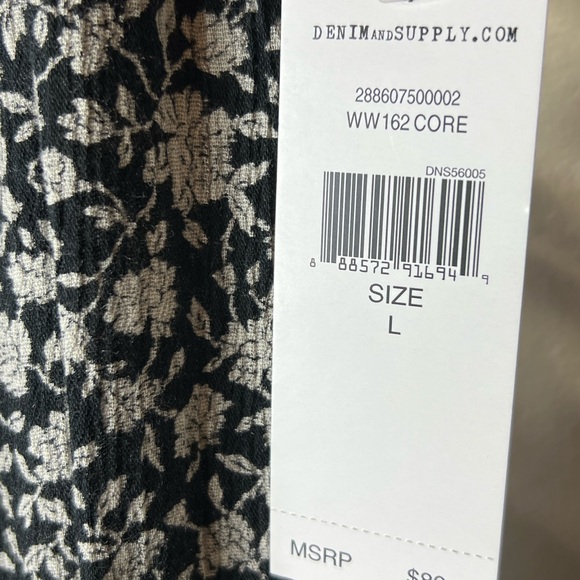 DENIMANDSUPPLY.COM
288607500002
WW162 CORE
DNS56005
8 88572 91694 9
SIZE
L
MSRP